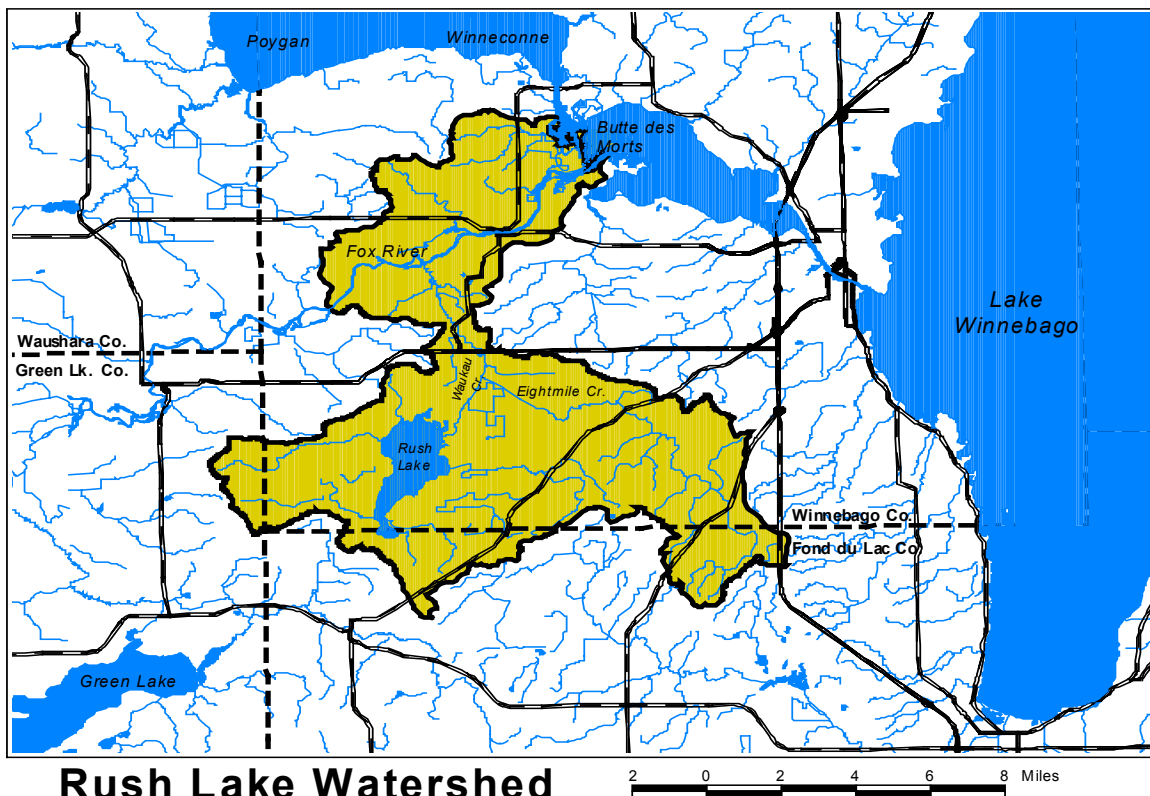 Poygan
Winneconne
Butte des
Morts
Fox River
Lake
Winnebago
Waushara Co.
Green Lk. Co.
Waukau
Cr.
Eightmile Cr.
Rush
Lake
Winnebago Co.
Fond du Lac Co
Green Lake
Rush Lake Watershed
2 0 2 4 6 8 Miles